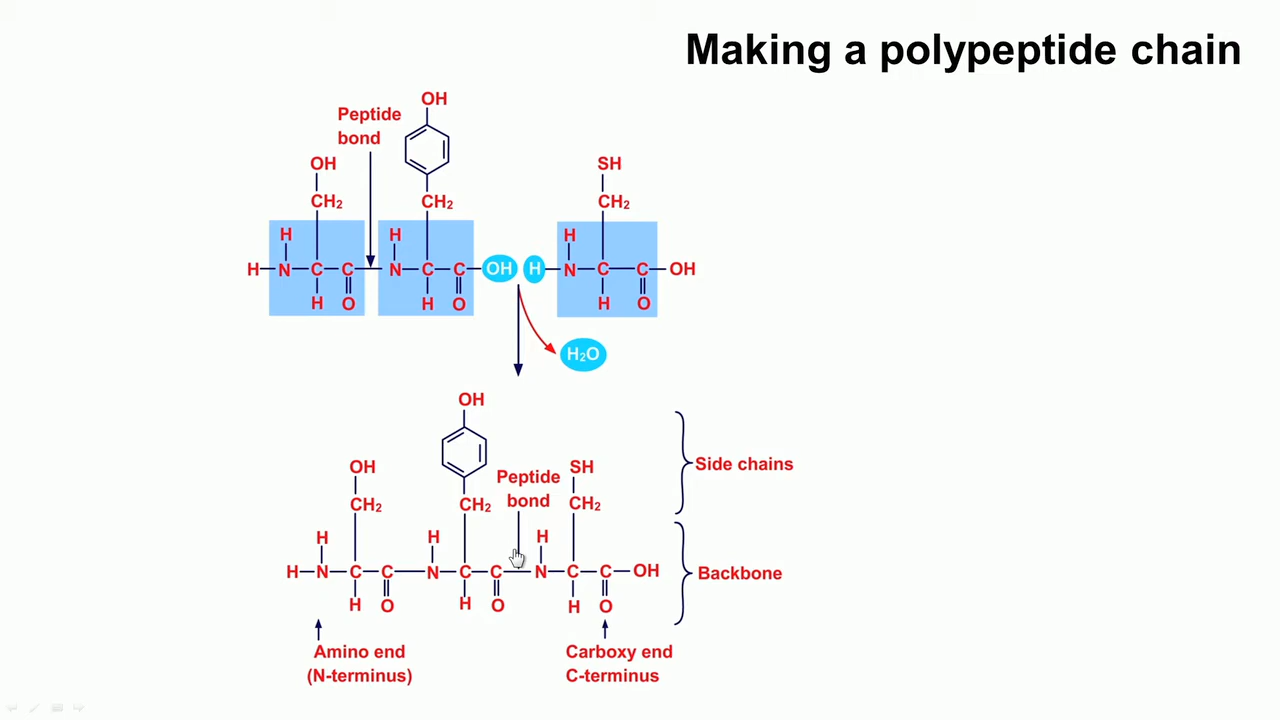 Making a polypeptide chain
OH
Peptide
bond
OH
SH
CH₂
CH₂
CH₂
H
H
H
H N C C N C C OH H N C C OH
H O H O H O
H₂O
OH
OH
Peptide
bond
SH
Side chains
CH₂
CH₂
CH₂
H
H
H
H N C C N C C N C C OH
Backbone
H O H O H O
Amino end
(N-terminus)
Carboxy end
C-terminus